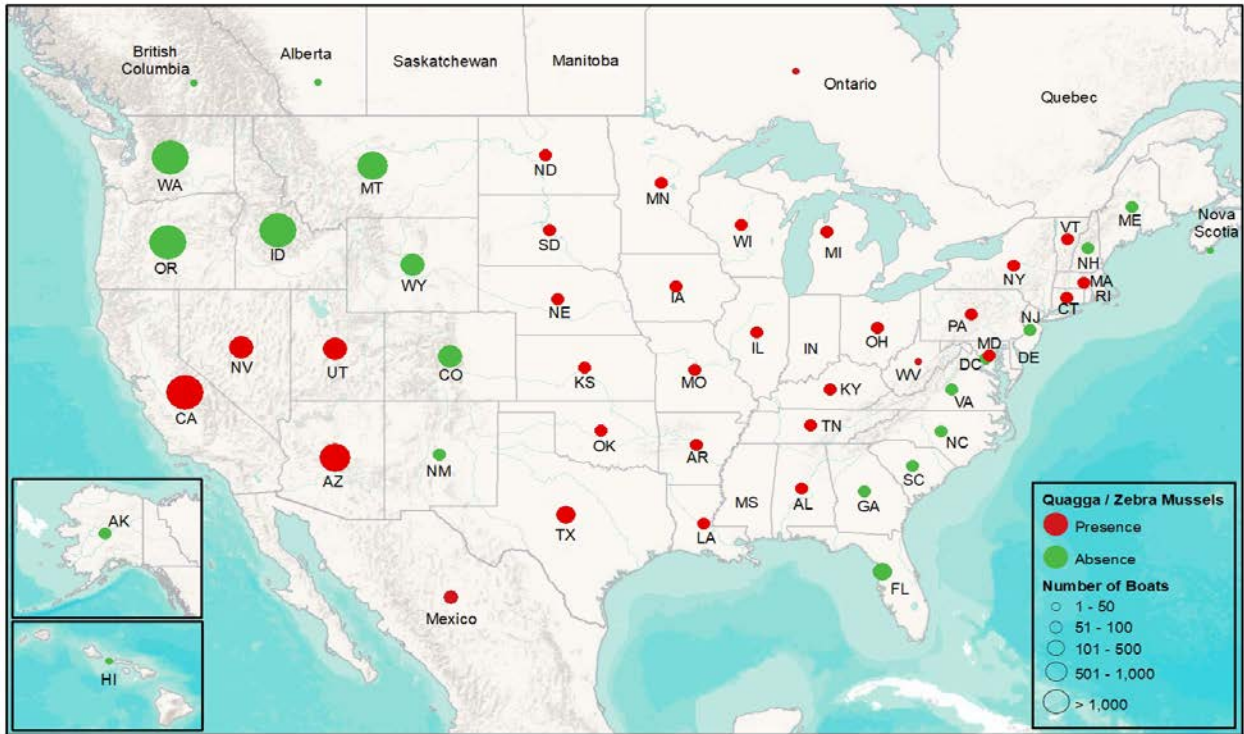 British
Columbia
Alberta
Saskatchewan
Manitoba
Ontario
Quebec
Nova
Scotia
WA
MT
ND
MN
ME
OR
ID
WY
SD
WI
MI
VT
NH
NY
MA
RI
CT
NE
IA
PA
NJ
NV
UT
CO
KS
MO
IL
IN
OH
MD
DC
DE
WV
VA
KY
CA
AZ
NM
OK
AR
TN
NC
SC
TX
LA
MS
AL
GA
FL
Mexico
AK
HI
Quagga / Zebra Mussels
Presence
Absence
Number of Boats
1 - 50
51 - 100
101 - 500
501 - 1,000
> 1,000